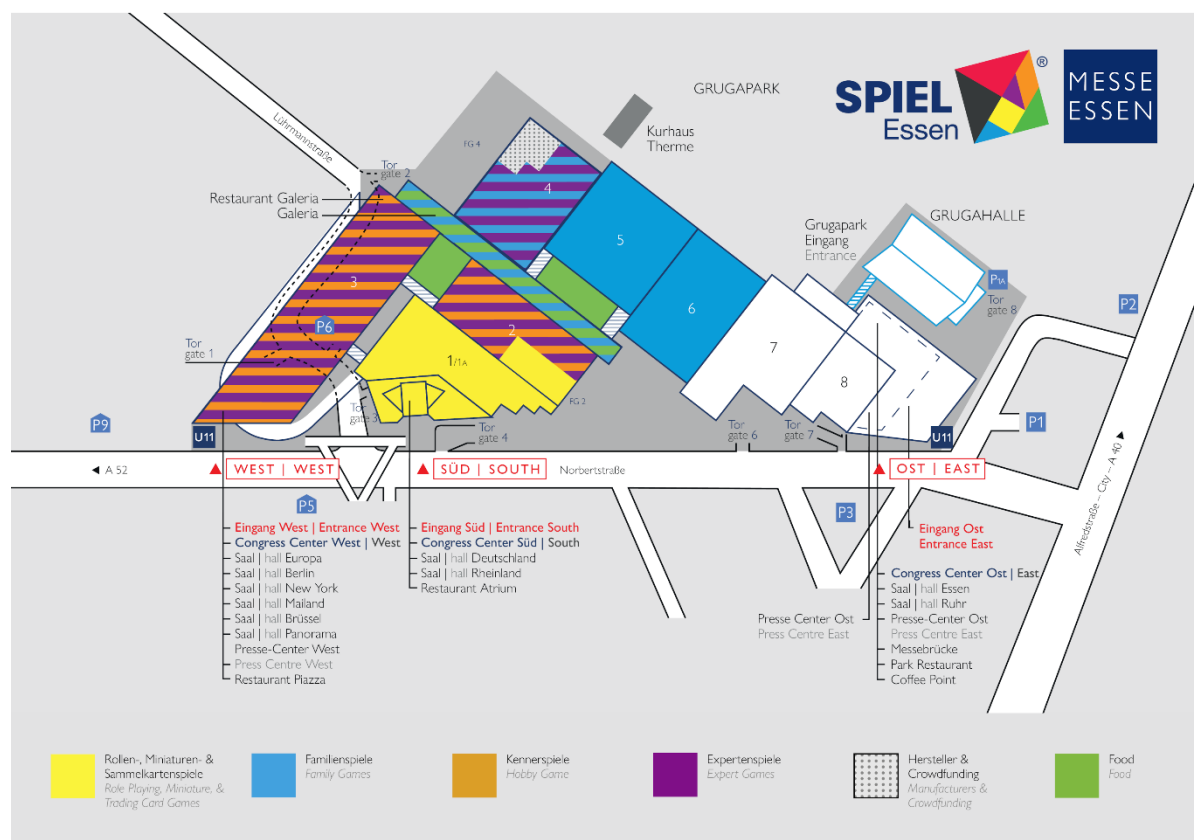 GRUGAPARK
SPIEL
Essen
®
MESSE
ESSEN
Lührmannstraße
FG 4
Kurhaus
Therme
Tor
gate 2
Restaurant Galeria
Galeria
4
5
Grugapark
Eingang
Entrance
GRUGAHALLE
P1A
Tor
gate 8
P2
3
P6
6
2
Tor
gate 1
1/1A
7
8
FG 2
Tor
gate 3
Tor
gate 4
Tor
gate 6
Tor
gate 7
P9
U11
U11
P1
◄ A 52
WEST | WEST
SÜD | SOUTH
Norbertstraße
OST | EAST
P5
P3
Alfredstraße – City – A 40 ►
Eingang West | Entrance West
Congress Center West | West
Saal | hall Europa
Saal | hall Berlin
Saal | hall New York
Saal | hall Mailand
Saal | hall Brüssel
Saal | hall Panorama
Presse-Center West
Press Centre West
Restaurant Piazza
Eingang Süd | Entrance South
Congress Center Süd | South
Saal | hall Deutschland
Saal | hall Rheinland
Restaurant Atrium
Eingang Ost
Entrance East
Presse Center Ost
Press Centre East
Congress Center Ost | East
Saal | hall Essen
Saal | hall Ruhr
Presse-Center Ost
Press Centre East
Messebrücke
Park Restaurant
Coffee Point
Rollen-, Miniaturen- &
Sammelkartenspiele
Role Playing, Miniature, &
Trading Card Games
Familienspiele
Family Games
Kennerspiele
Hobby Game
Expertenspiele
Expert Games
Hersteller &
Crowdfunding
Manufacturers &
Crowdfunding
Food
Food